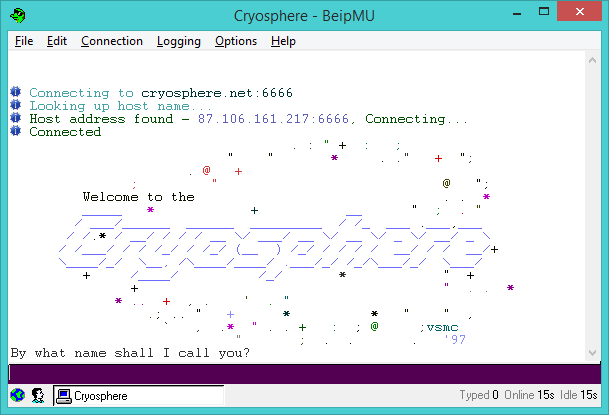 Cryosphere - BeipMU
File Edit Connection Logging Options Help
Connecting to cryosphere.net:6666
Looking up host name...
Host address found - 87.106.161.217:6666, Connecting...
Connected
Welcome to the
Cryosphere
vsmc
'97
By what name shall I call you?
Cryosphere Typed 0 Online 15s Idle 15s